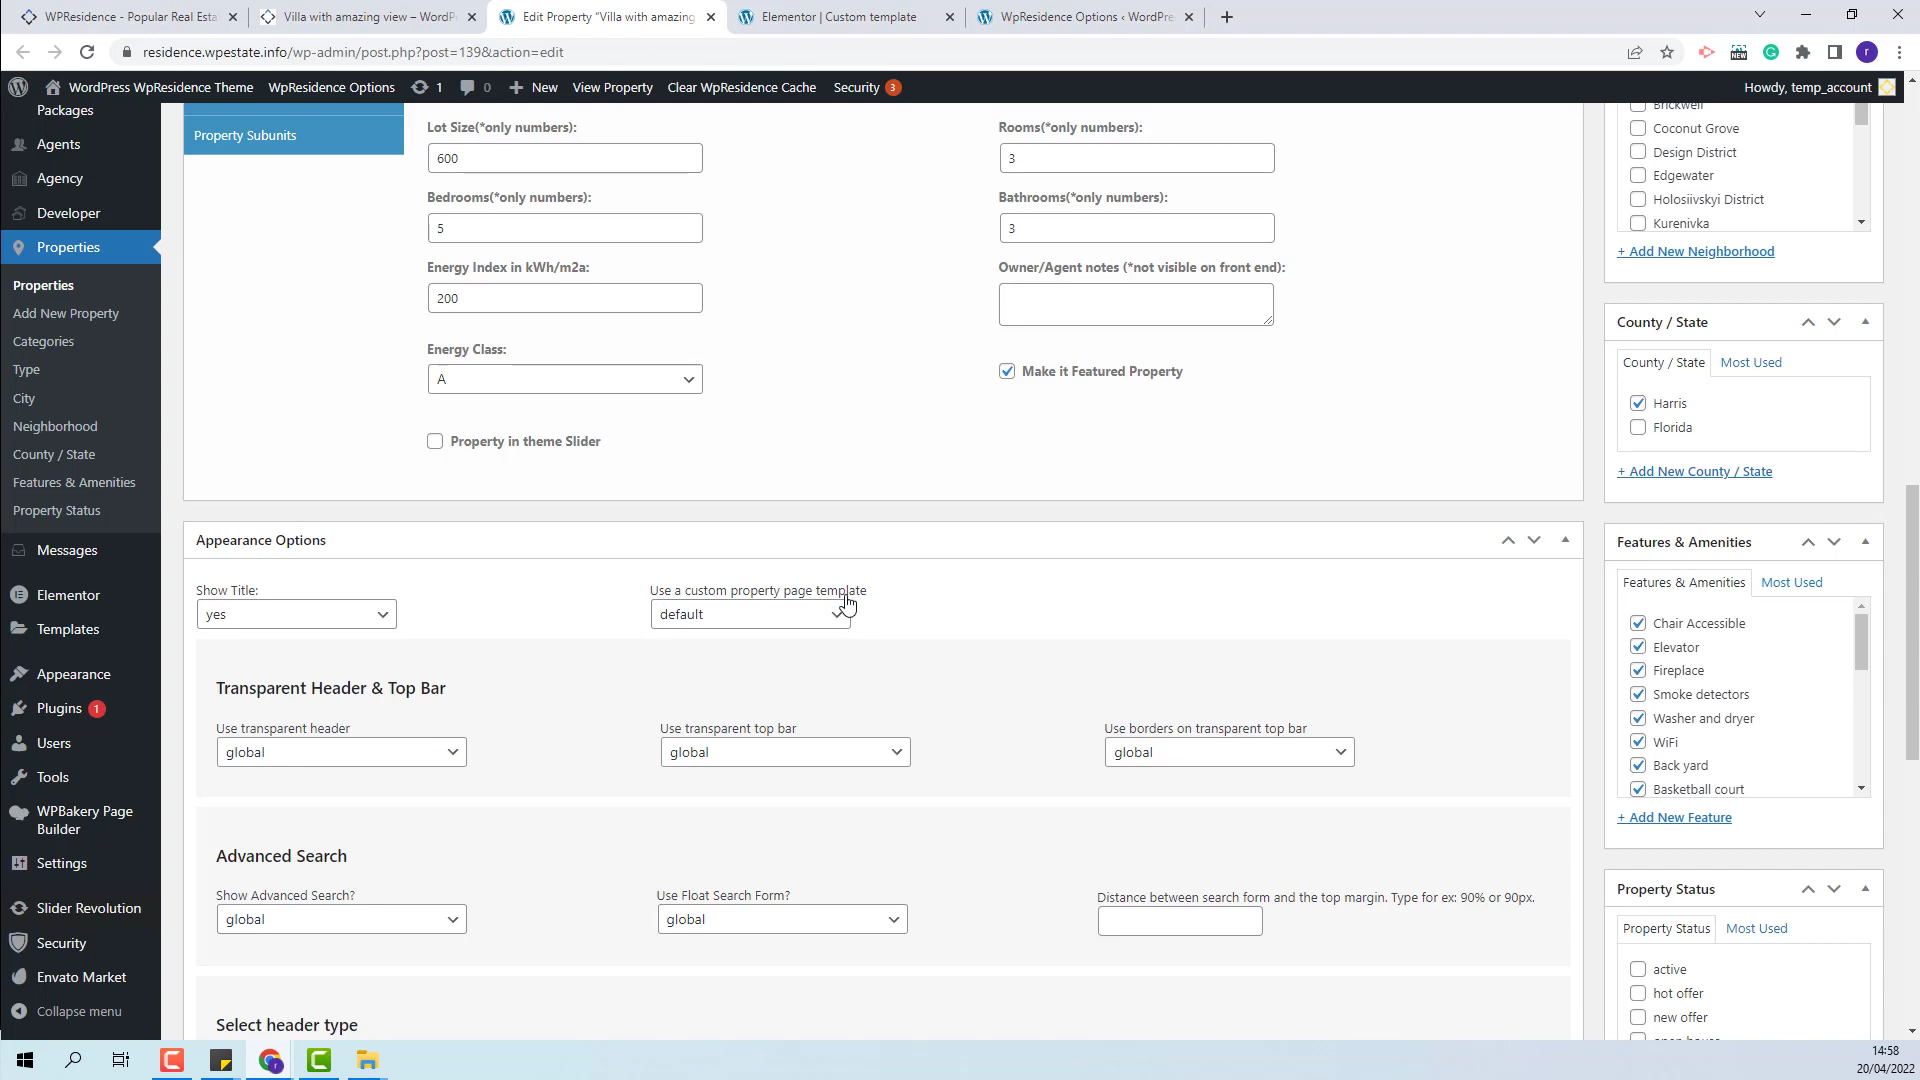 WPResidence - Popular Real Esta
Villa with amazing view – WordP
Edit Property "Villa with amazing
Elementor | Custom template
WpResidence Options ‹ WordPre
residence.wpestate.info/wp-admin/post.php?post=139&action=edit
NEW
r
WordPress WpResidence Theme
WpResidence Options
1
0
New
View Property
Clear WpResidence Cache
Security 3
Howdy, temp_account
Packages
Agents
Agency
Developer
Properties
Properties
Add New Property
Categories
Type
City
Neighborhood
County / State
Features & Amenities
Property Status
Messages
Elementor
Templates
Appearance
Plugins 1
Users
Tools
WPBakery Page
Builder
Settings
Slider Revolution
Security
Envato Market
Collapse menu
Property Subunits
Lot Size(*only numbers):
600
Rooms(*only numbers):
3
Bedrooms(*only numbers):
5
Bathrooms(*only numbers):
3
Energy Index in kWh/m2a:
200
Owner/Agent notes (*not visible on front end):
Energy Class:
A
Make it Featured Property
Property in theme Slider
Appearance Options
Show Title:
yes
Use a custom property page template
default
Transparent Header & Top Bar
Use transparent header
global
Use transparent top bar
global
Use borders on transparent top bar
global
Advanced Search
Show Advanced Search?
global
Use Float Search Form?
global
Distance between search form and the top margin. Type for ex: 90% or 90px.
Select header type
Brickwell
Coconut Grove
Design District
Edgewater
Holosiivskyi District
Kurenivka
+ Add New Neighborhood
County / State
County / State
Most Used
Harris
Florida
+ Add New County / State
Features & Amenities
Features & Amenities
Most Used
Chair Accessible
Elevator
Fireplace
Smoke detectors
Washer and dryer
WiFi
Back yard
Basketball court
+ Add New Feature
Property Status
Property Status
Most Used
active
hot offer
new offer
open house
14:58
20/04/2022